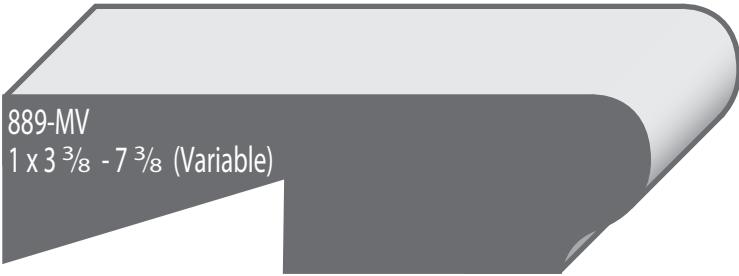 889-MV
1 x 3 ⅜ - 7 ⅜ (Variable)